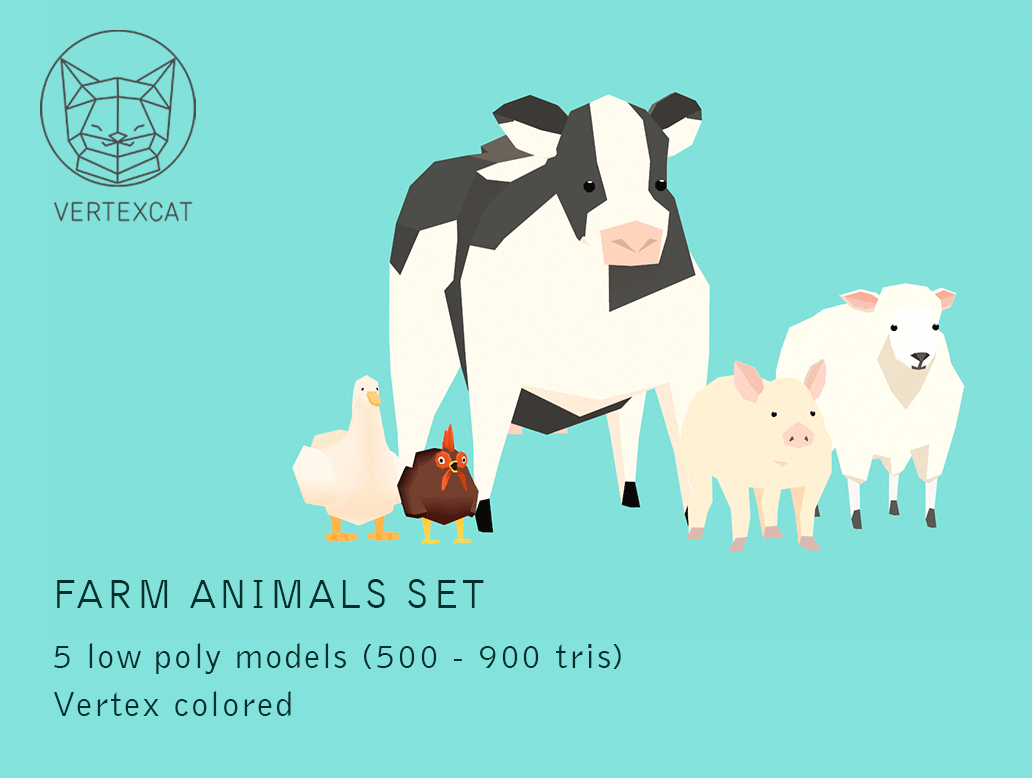 VERTEXCAT
FARM ANIMALS SET
5 low poly models (500 - 900 tris)
Vertex colored